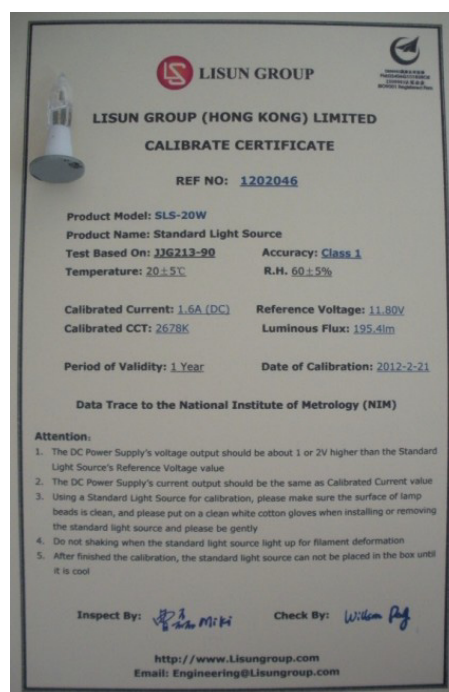 LISUN GROUP
LISUN GROUP (HONG KONG) LIMITED
CALIBRATE CERTIFICATE
REF NO: 1202046
Product Model: SLS-20W
Product Name: Standard Light Source
Test Based On: JJG213-90 Accuracy: Class 1
Temperature: 20±5℃ R.H. 60±5%
Calibrated Current: 1.6A (DC) Reference Voltage: 11.80V
Calibrated CCT: 2678K Luminous Flux: 195.4lm
Period of Validity: 1 Year Date of Calibration: 2012-2-21
Data Trace to the National Institute of Metrology (NIM)
Attention:
1. The DC Power Supply's voltage output should be about 1 or 2V higher than the Standard
Light Source's Reference Voltage value
2. The DC Power Supply's current output should be the same as Calibrated Current value
3. Using a Standard Light Source for calibration, please make sure the surface of lamp
beads is clean, and please put on a clean white cotton gloves when installing or removing
the standard light source and please be gently
4. Do not shaking when the standard light source light up for filament deformation
5. After finished the calibration, the standard light source can not be placed in the box until
it is cool
Inspect By: Miki Check By:
http://www.Lisungroup.com
Email: Engineering@Lisungroup.com